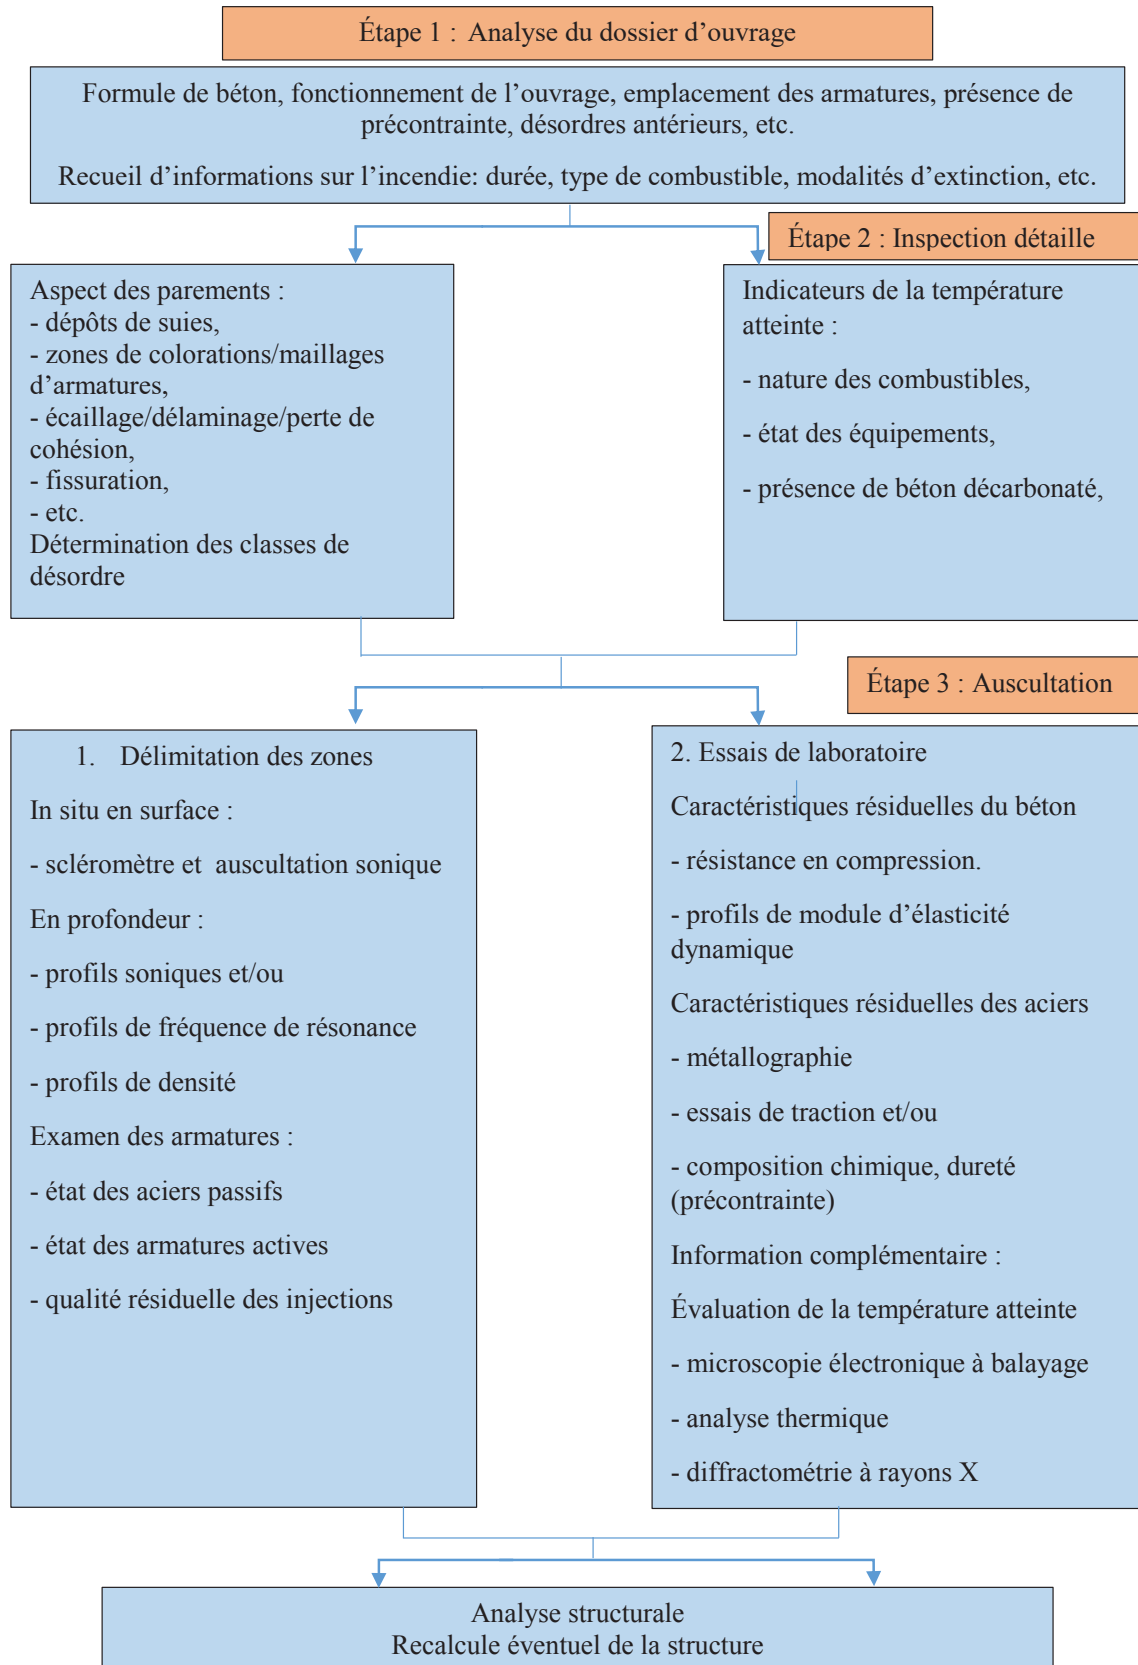 Étape 1 : Analyse du dossier d’ouvrage
Formule de béton, fonctionnement de l’ouvrage, emplacement des armatures, présence de
précontrainte, désordres antérieurs, etc.
Recueil d’informations sur l’incendie: durée, type de combustible, modalités d’extinction, etc.
Étape 2 : Inspection détaille
Aspect des parements :
- dépôts de suies,
- zones de colorations/maillages
d’armatures,
- écaillage/délaminage/perte de
cohésion,
- fissuration,
- etc.
Détermination des classes de
désordre
Indicateurs de la température
atteinte :
- nature des combustibles,
- état des équipements,
- présence de béton décarbonaté,
Étape 3 : Auscultation
1. Délimitation des zones
In situ en surface :
- scléromètre et auscultation sonique
En profondeur :
- profils soniques et/ou
- profils de fréquence de résonance
- profils de densité
Examen des armatures :
- état des aciers passifs
- état des armatures actives
- qualité résiduelle des injections
2. Essais de laboratoire
Caractéristiques résiduelles du béton
- résistance en compression.
- profils de module d’élasticité
dynamique
Caractéristiques résiduelles des aciers
- métallographie
- essais de traction et/ou
- composition chimique, dureté
(précontrainte)
Information complémentaire :
Évaluation de la température atteinte
- microscopie électronique à balayage
- analyse thermique
- diffractométrie à rayons X
Analyse structurale
Recalcule éventuel de la structure